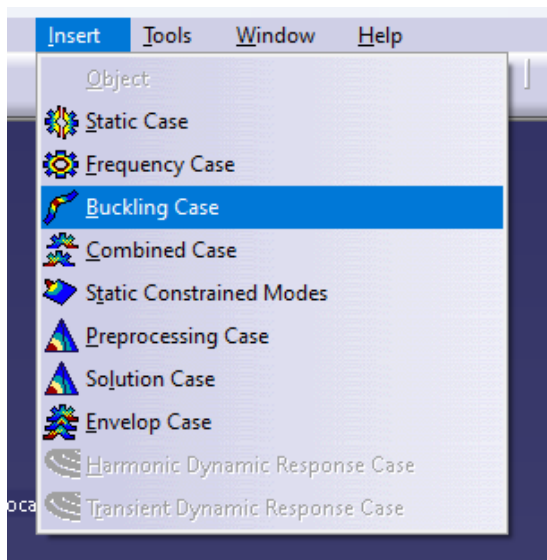 Insert Tools Window Help
Object
Static Case
Frequency Case
Buckling Case
Combined Case
Static Constrained Modes
Preprocessing Case
Solution Case
Envelop Case
Harmonic Dynamic Response Case
Transient Dynamic Response Case